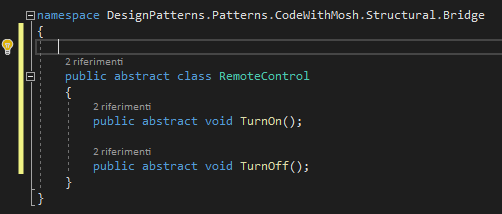 namespace DesignPatterns.Patterns.CodeWithMosh.Structural.Bridge
{
2 riferimenti
public abstract class RemoteControl
{
2 riferimenti
public abstract void TurnOn();
2 riferimenti
public abstract void TurnOff();
}
}